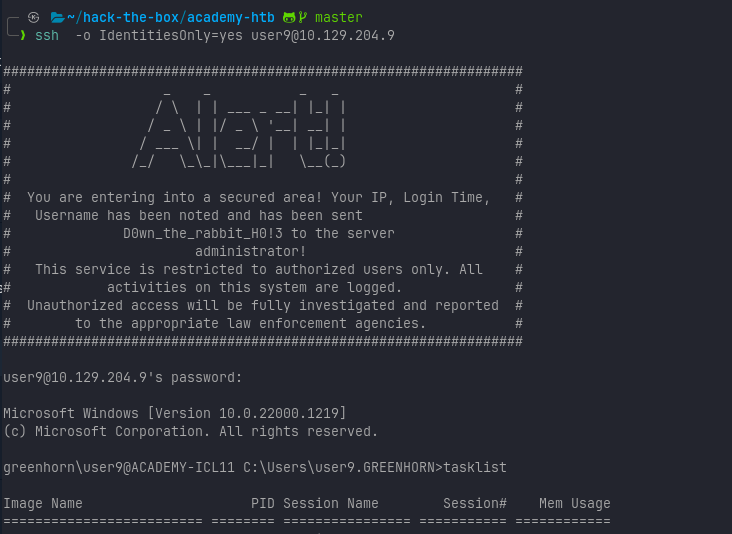 ~/hack-the-box/academy-htb master
❯ ssh  -o IdentitiesOnly=yes user9@10.129.204.9
#################################################################
#                   _    _           _   _                      #
#                  / \  | | ___ _ __| |_| |                     #
#                 / _ \ | |/ _ \ '__| __| |                     #
#                / ___ \| |  __/ |  | |_|_|                     #
#               /_/   \_\_|\___|_|   \__(_)                     #
#                                                               #
#  You are entering into a secured area! Your IP, Login Time,   #
#   Username has been noted and has been sent                   #
#              D0wn_the_rabbit_H0!3 to the server               #
#                       administrator!                          #
#   This service is restricted to authorized users only. All    #
#            activities on this system are logged.              #
#  Unauthorized access will be fully investigated and reported  #
#        to the appropriate law enforcement agencies.           #
#################################################################
user9@10.129.204.9's password:
Microsoft Windows [Version 10.0.22000.1219]
(c) Microsoft Corporation. All rights reserved.
greenhorn\user9@ACADEMY-ICL11 C:\Users\user9.GREENHORN>tasklist
Image Name                     PID Session Name        Session#    Mem Usage
========================= ======== ================ =========== ============